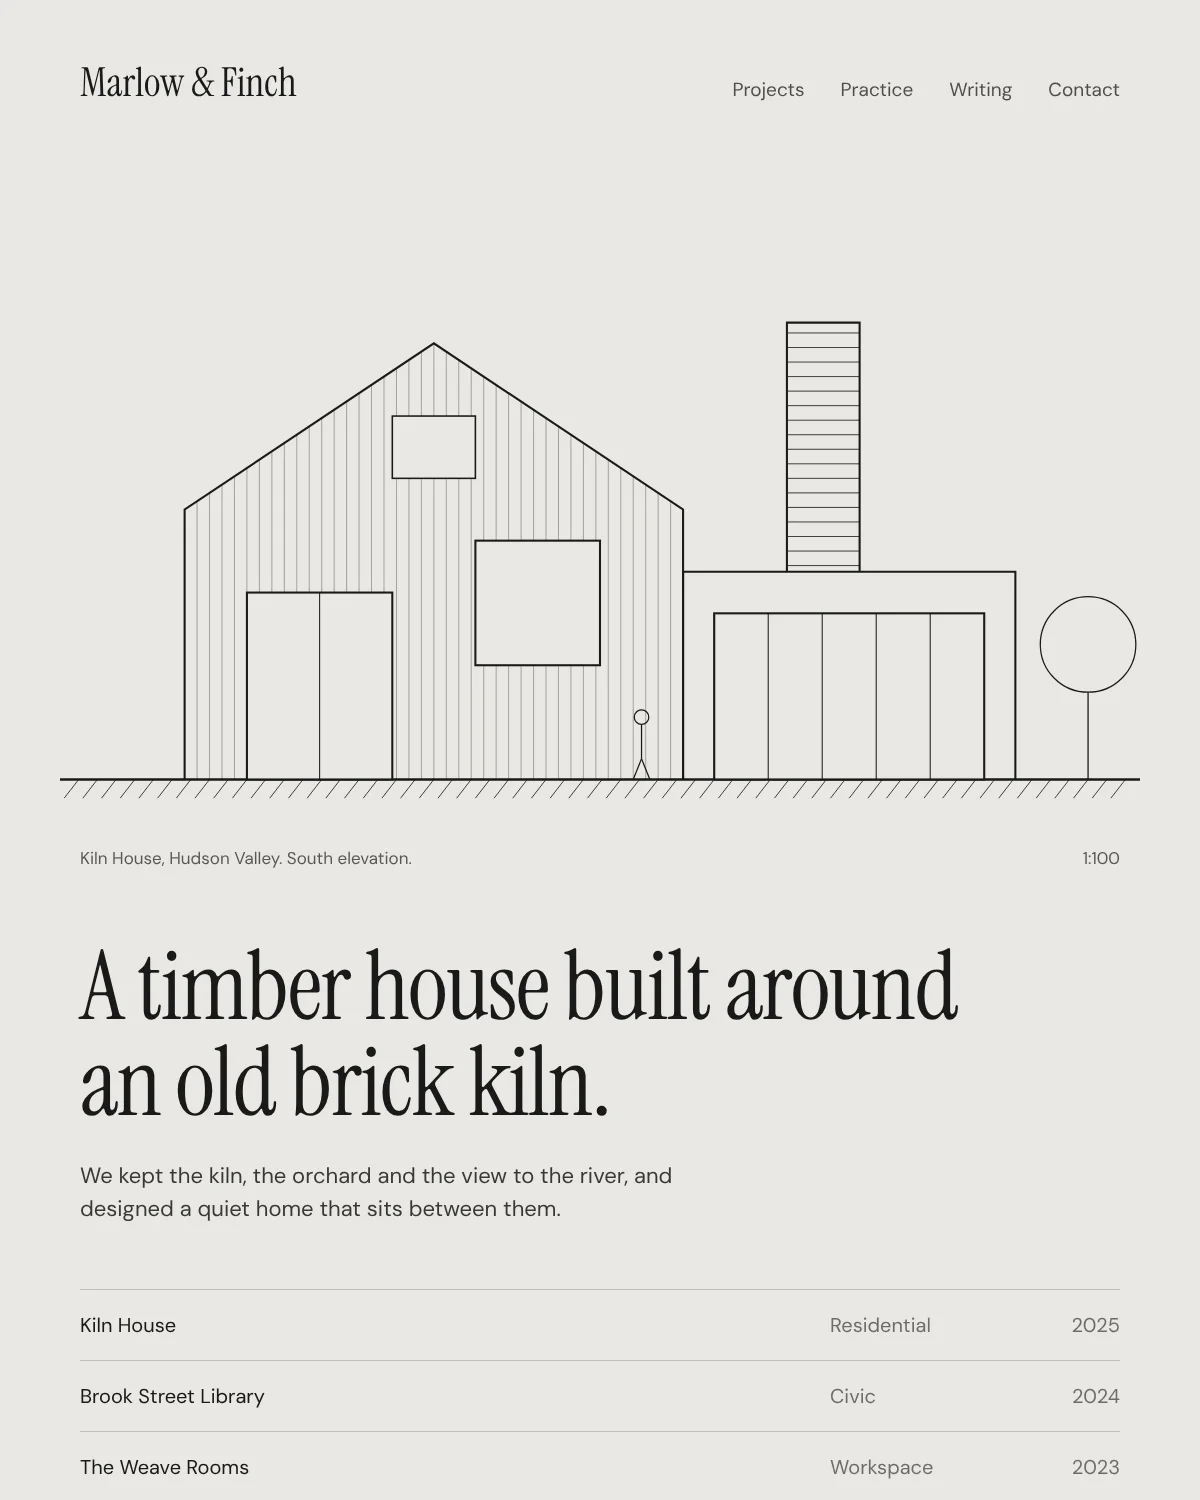 Marlow & Finch
Projects Practice Writing Contact
Kiln House, Hudson Valley. South elevation. 1:100
A timber house built around
an old brick kiln.
We kept the kiln, the orchard and the view to the river, and
designed a quiet home that sits between them.
Kiln House Residential 2025
Brook Street Library Civic 2024
The Weave Rooms Workspace 2023